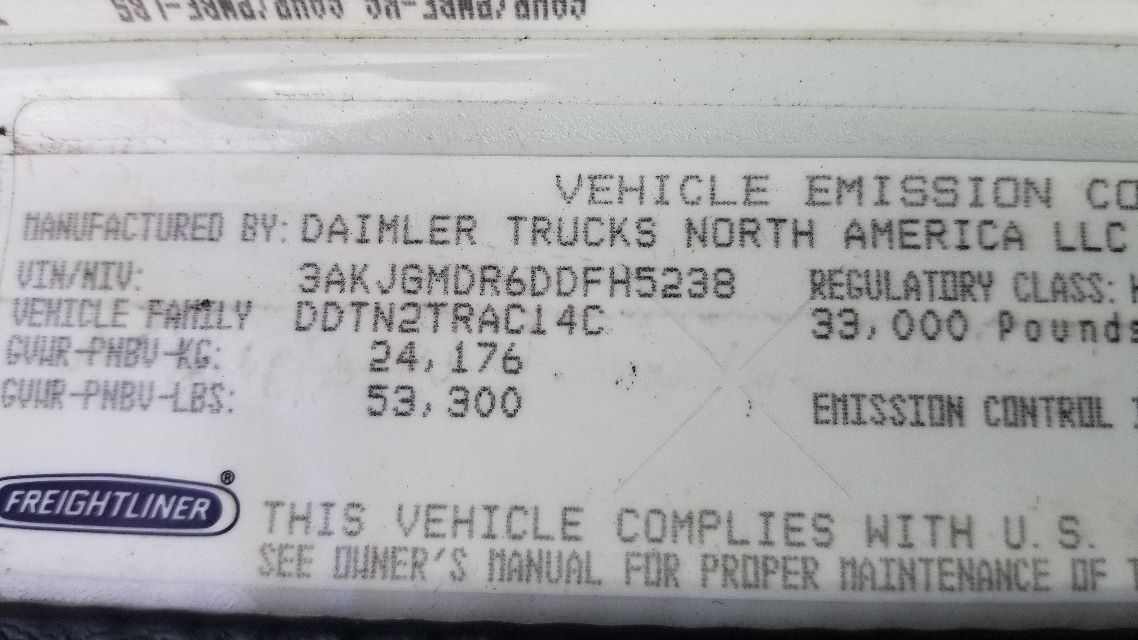 VEHICLE EMISSION CO
MANUFACTURED BY: DAIMLER TRUCKS NORTH AMERICA LLC
VIN/NIV: 3AKJGMDR6DDFH5238 REGULATORY CLASS:
VEHICLE FAMILY DDTN2TRAC14C 33,000 Pounds
GVWR-PNBV-KG: 24,176
GVWR-PNBV-LBS: 53,300 EMISSION CONTROL
FREIGHTLINER®
THIS VEHICLE COMPLIES WITH U.S.
SEE OWNER'S MANUAL FOR PROPER MAINTENANCE OF T